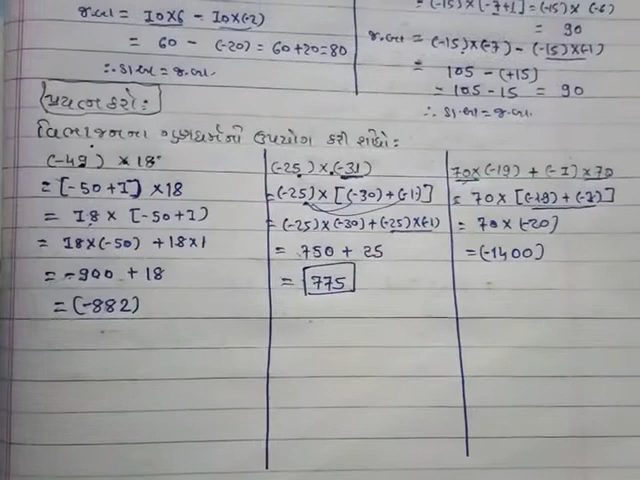 જ.બા = 10×6 - 10×(-2)
= 60 - (-20) = 60+20=80
∴ ડા.બા = જ.બા.
= (-15) × [-7+1] = (-15) × (-6)
= 90
જ.બા = (-15)×(-7) - (-15)×(-1)
= 105 - (+15)
= 105 - 15 = 90
∴ ડા.બા. = જ.બા.
પ્રયત્ન કરો:
વિભાજનના ગુણધર્મનો ઉપયોગ કરી શોધો:
(-49) × 18
= [-50+1] × 18
= 18 × [-50+1]
= 18×(-50) + 18×1
= -900 + 18
= (-882)
(-25) × (-31)
= (-25) × [(-30) + (-1)]
= (-25) × (-30) + (-25) × (-1)
= 750 + 25
= 775
70×(-19) + (-1) × 70
= 70 × [(-19) + (-1)]
= 70 × (-20)
= (-1400)